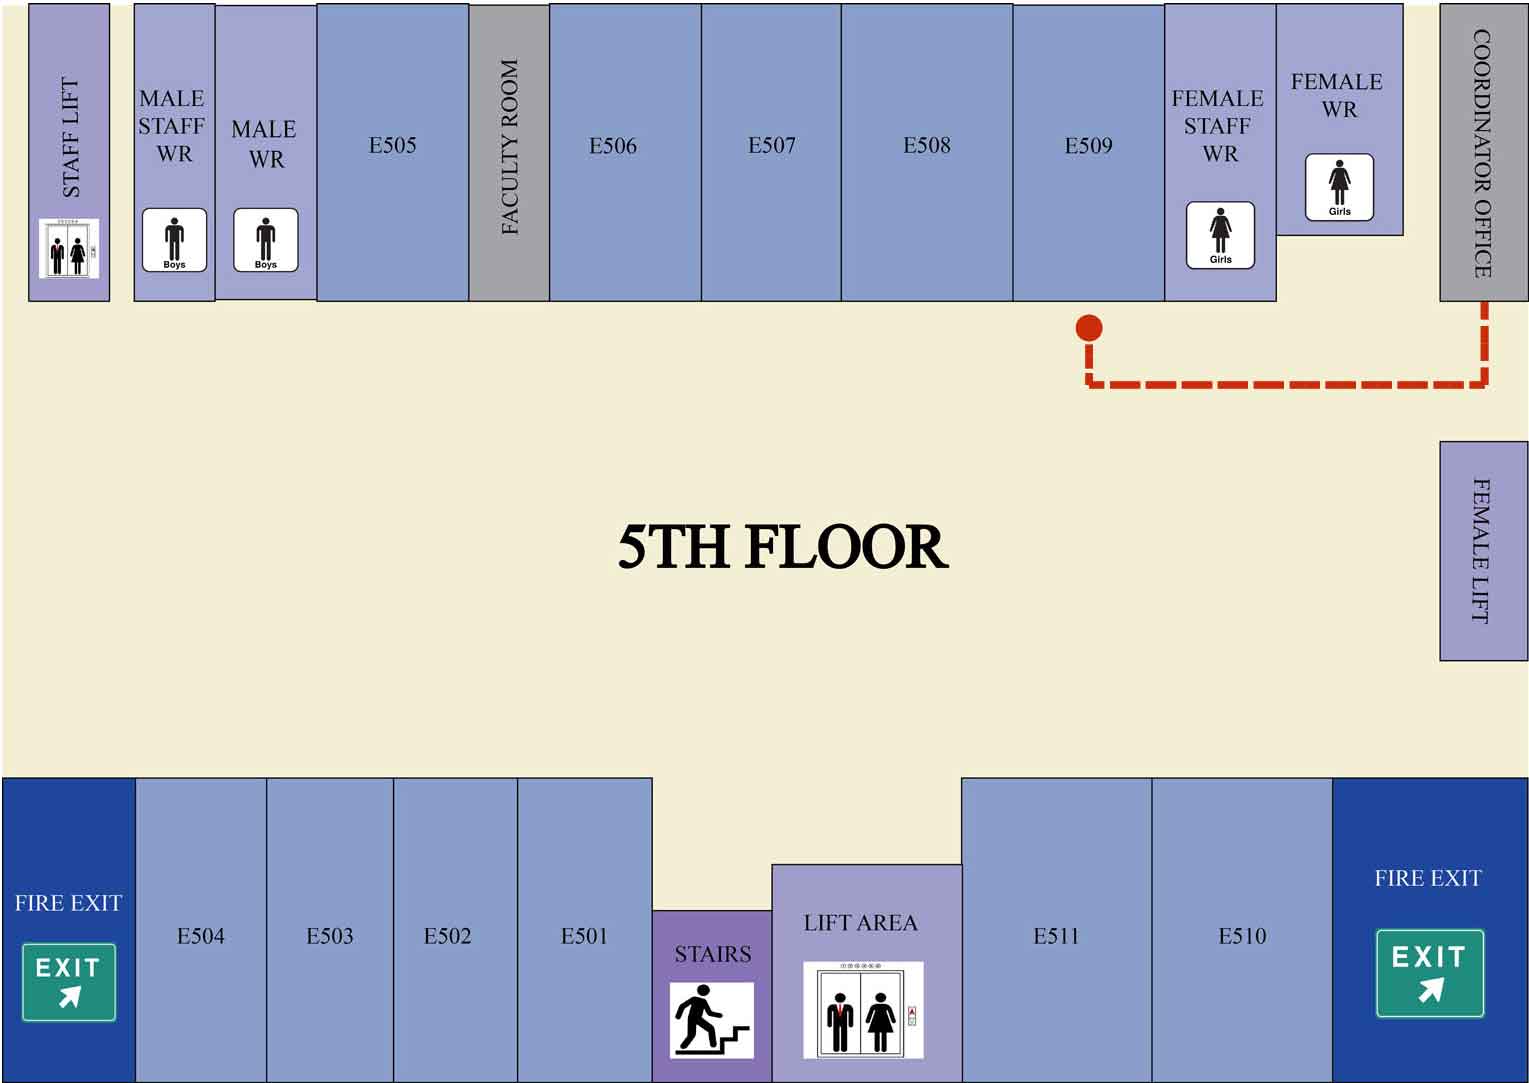 STAFF LIFT
MALE
STAFF
WR
Boys
MALE
WR
Boys
E505
FACULTY ROOM
E506
E507
E508
E509
FEMALE
STAFF
WR
Girls
FEMALE
WR
Girls
COORDINATOR OFFICE
5TH FLOOR
FEMALE LIFT
FIRE EXIT
EXIT
E504
E503
E502
E501
STAIRS
LIFT AREA
E511
E510
FIRE EXIT
EXIT